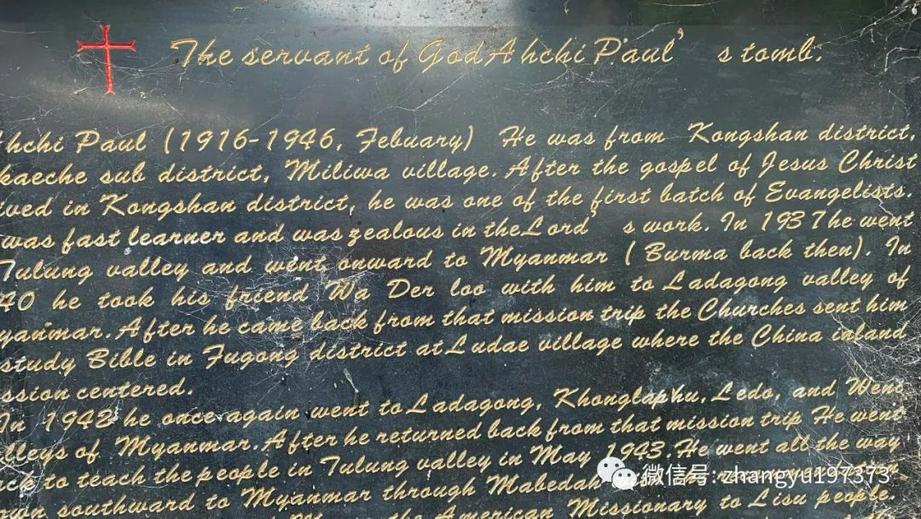 The servant of God Ahchi Paul's tomb.
hchi Paul (1916-1946, Febuary) He was from Kongshan district,
kaeche sub district, Miliwa village. After the gospel of Jesus Christ
ived in Kongshan district, he was one of the first batch of Evangelists.
was fast learner and was zealous in the Lord's work. In 1937 he went
Tulung valley and went onward to Myanmar (Burma back then). In
40 he took his friend Wa Der loo with him to Ladagong valley of
yanmar. After he came back from that mission trip the Churches sent him
study Bible in Fugong district at Ludae village where the China inland
ssion centered.
In 1942 he once again went to Ladagong, Khonglaphu, Ledo, and Weni
lleys of Myanmar. After he returned back from that mission trip He went
ck to teach the people in Tulung valley in May 1943. He went all the way
wn southward to Myanmar through Mabedah
the American Missionary to Lisu people.
微信号: zhangyu197373